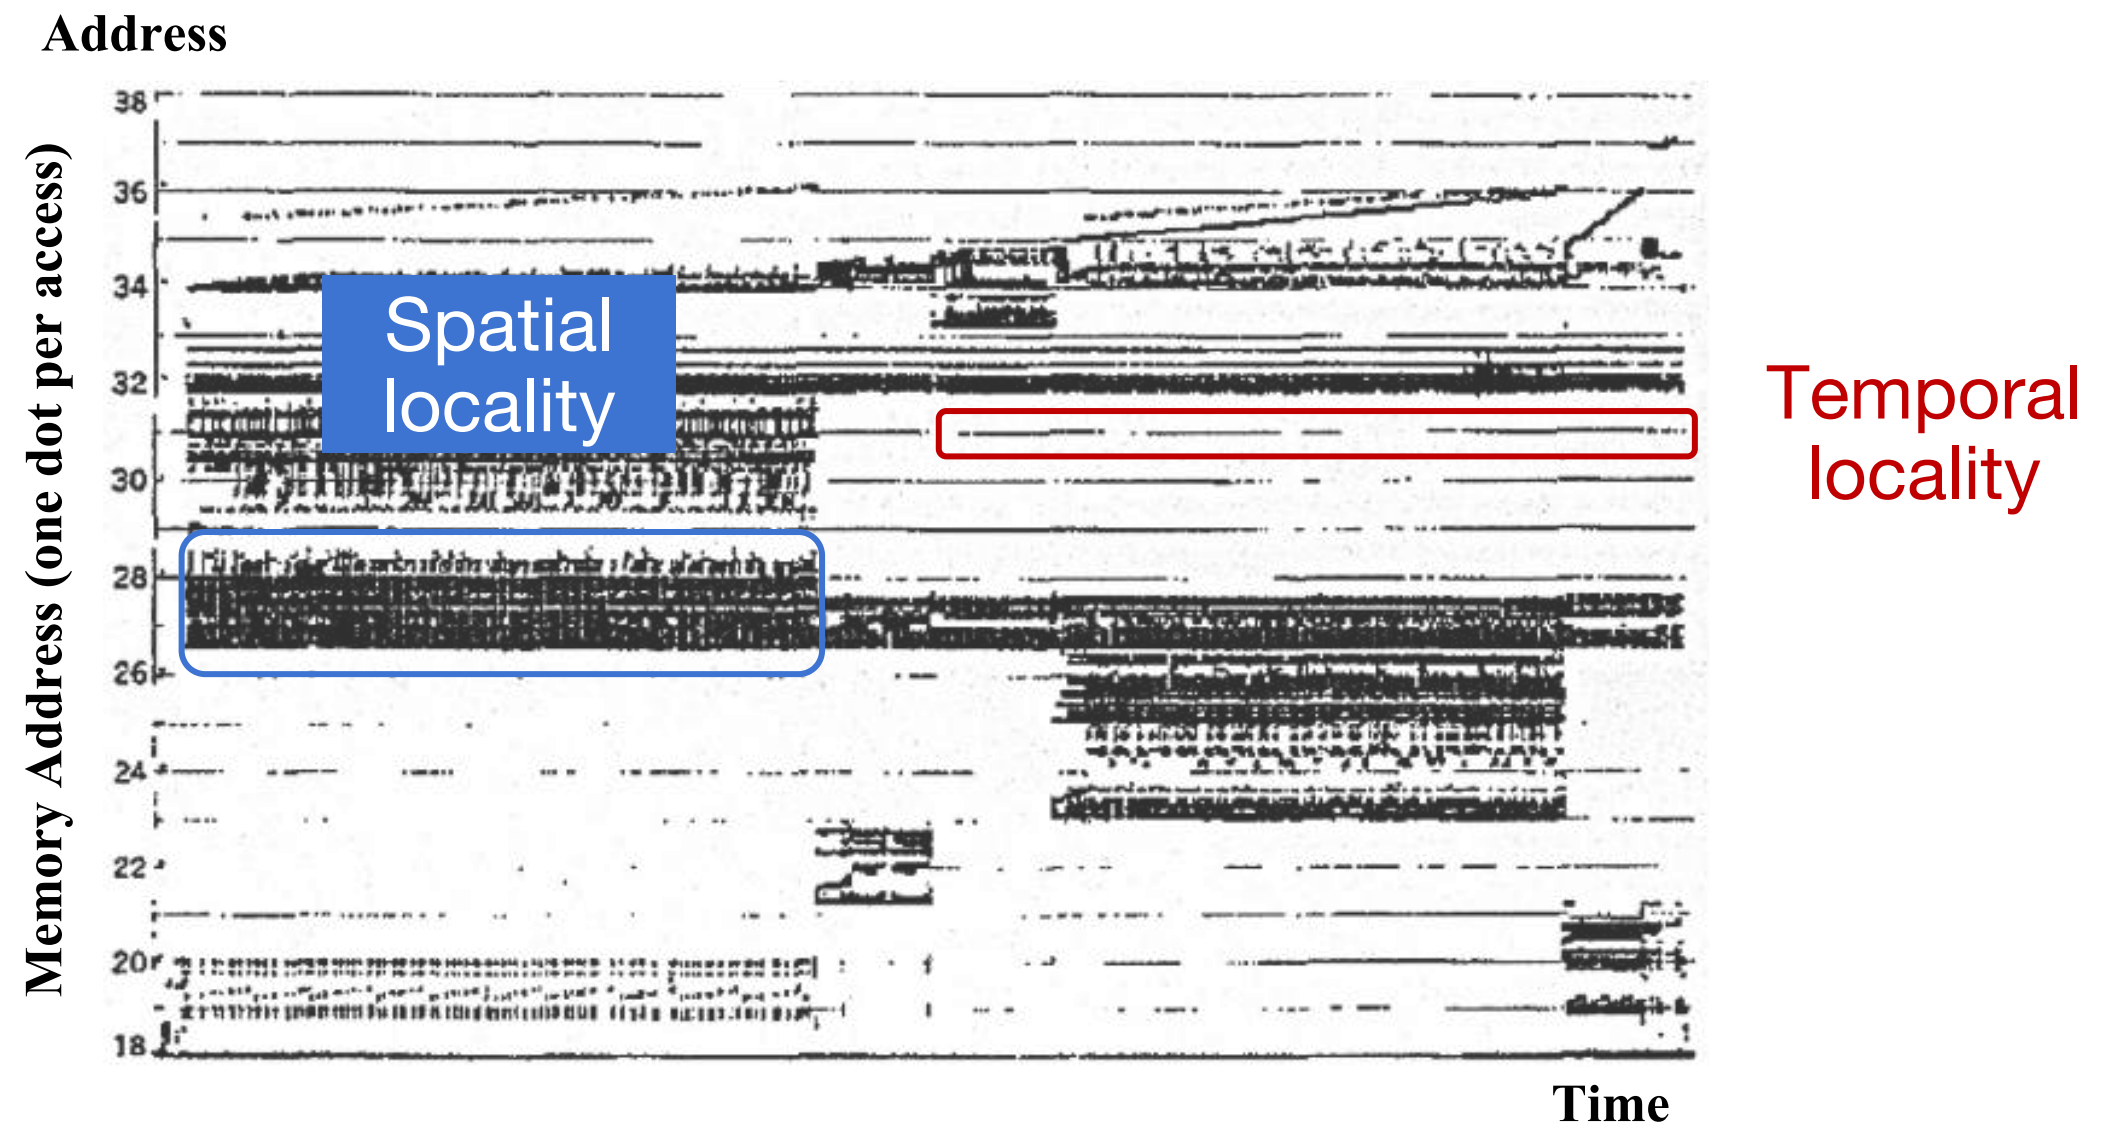 Address
Memory Address (one dot per access)
38
36
34
32
30
28
26
24
22
20
18
Spatial
locality
Temporal
locality
Time